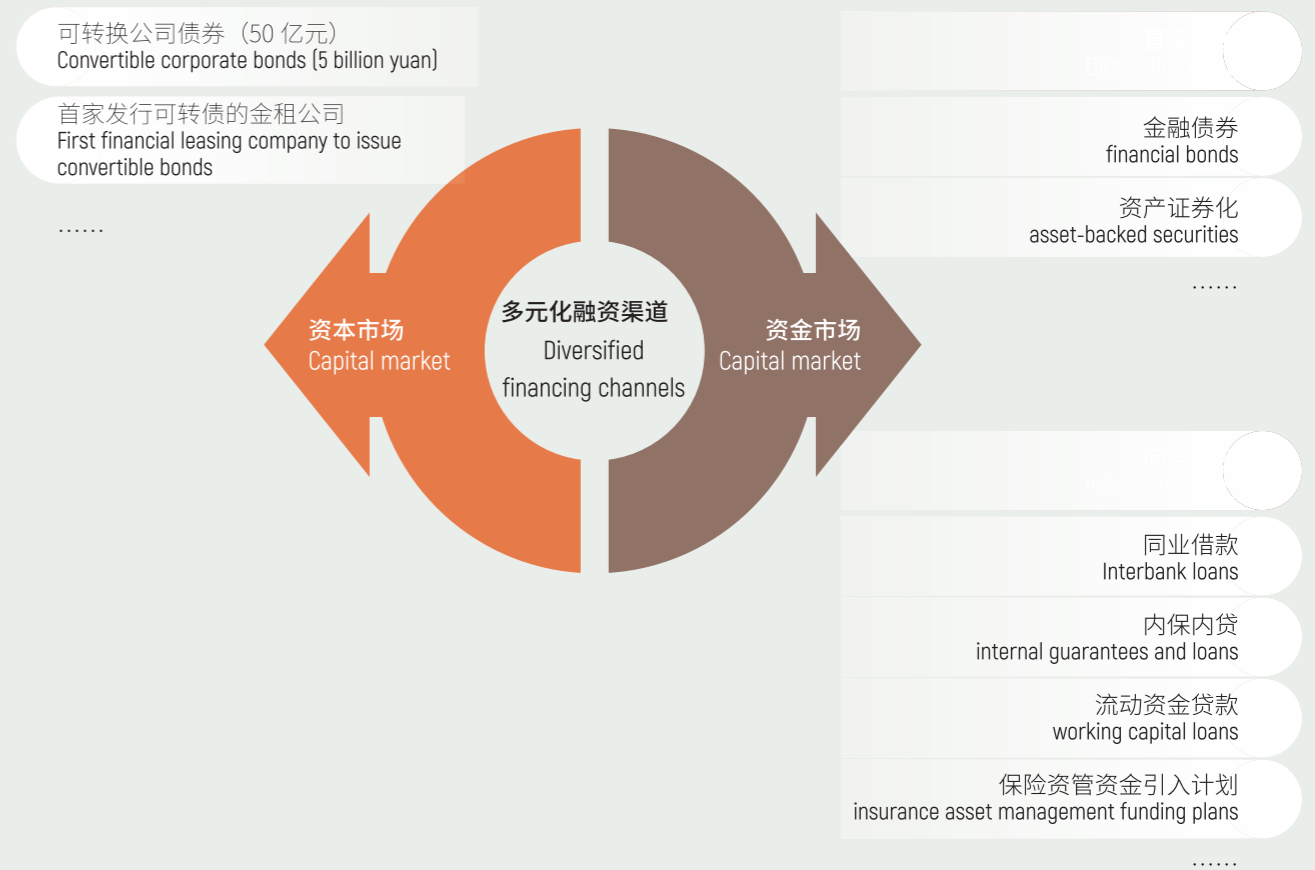 可转换公司债券（50 亿元）
Convertible corporate bonds (5 billion yuan)
首家发行可转债的金租公司
First financial leasing company to issue
convertible bonds
……
资本市场
Capital market
多元化融资渠道
Diversified
financing channels
资金市场
Capital market
金融债券
financial bonds
资产证券化
asset-backed securities
……
同业借款
Interbank loans
内保内贷
internal guarantees and loans
流动资金贷款
working capital loans
保险资管资金引入计划
insurance asset management funding plans
……